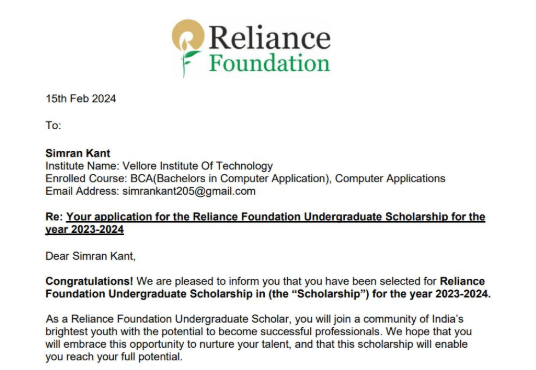 Reliance
Foundation
15th Feb 2024
To:
Simran Kant
Institute Name: Vellore Institute Of Technology
Enrolled Course: BCA(Bachelors in Computer Application), Computer Applications
Email Address: simrankant205@gmail.com
Re: Your application for the Reliance Foundation Undergraduate Scholarship for the
year 2023-2024
Dear Simran Kant,
Congratulations! We are pleased to inform you that you have been selected for Reliance
Foundation Undergraduate Scholarship in (the “Scholarship”) for the year 2023-2024.
As a Reliance Foundation Undergraduate Scholar, you will join a community of India’s
brightest youth with the potential to become successful professionals. We hope that you
will embrace this opportunity to nurture your talent, and that this scholarship will enable
you reach your full potential.